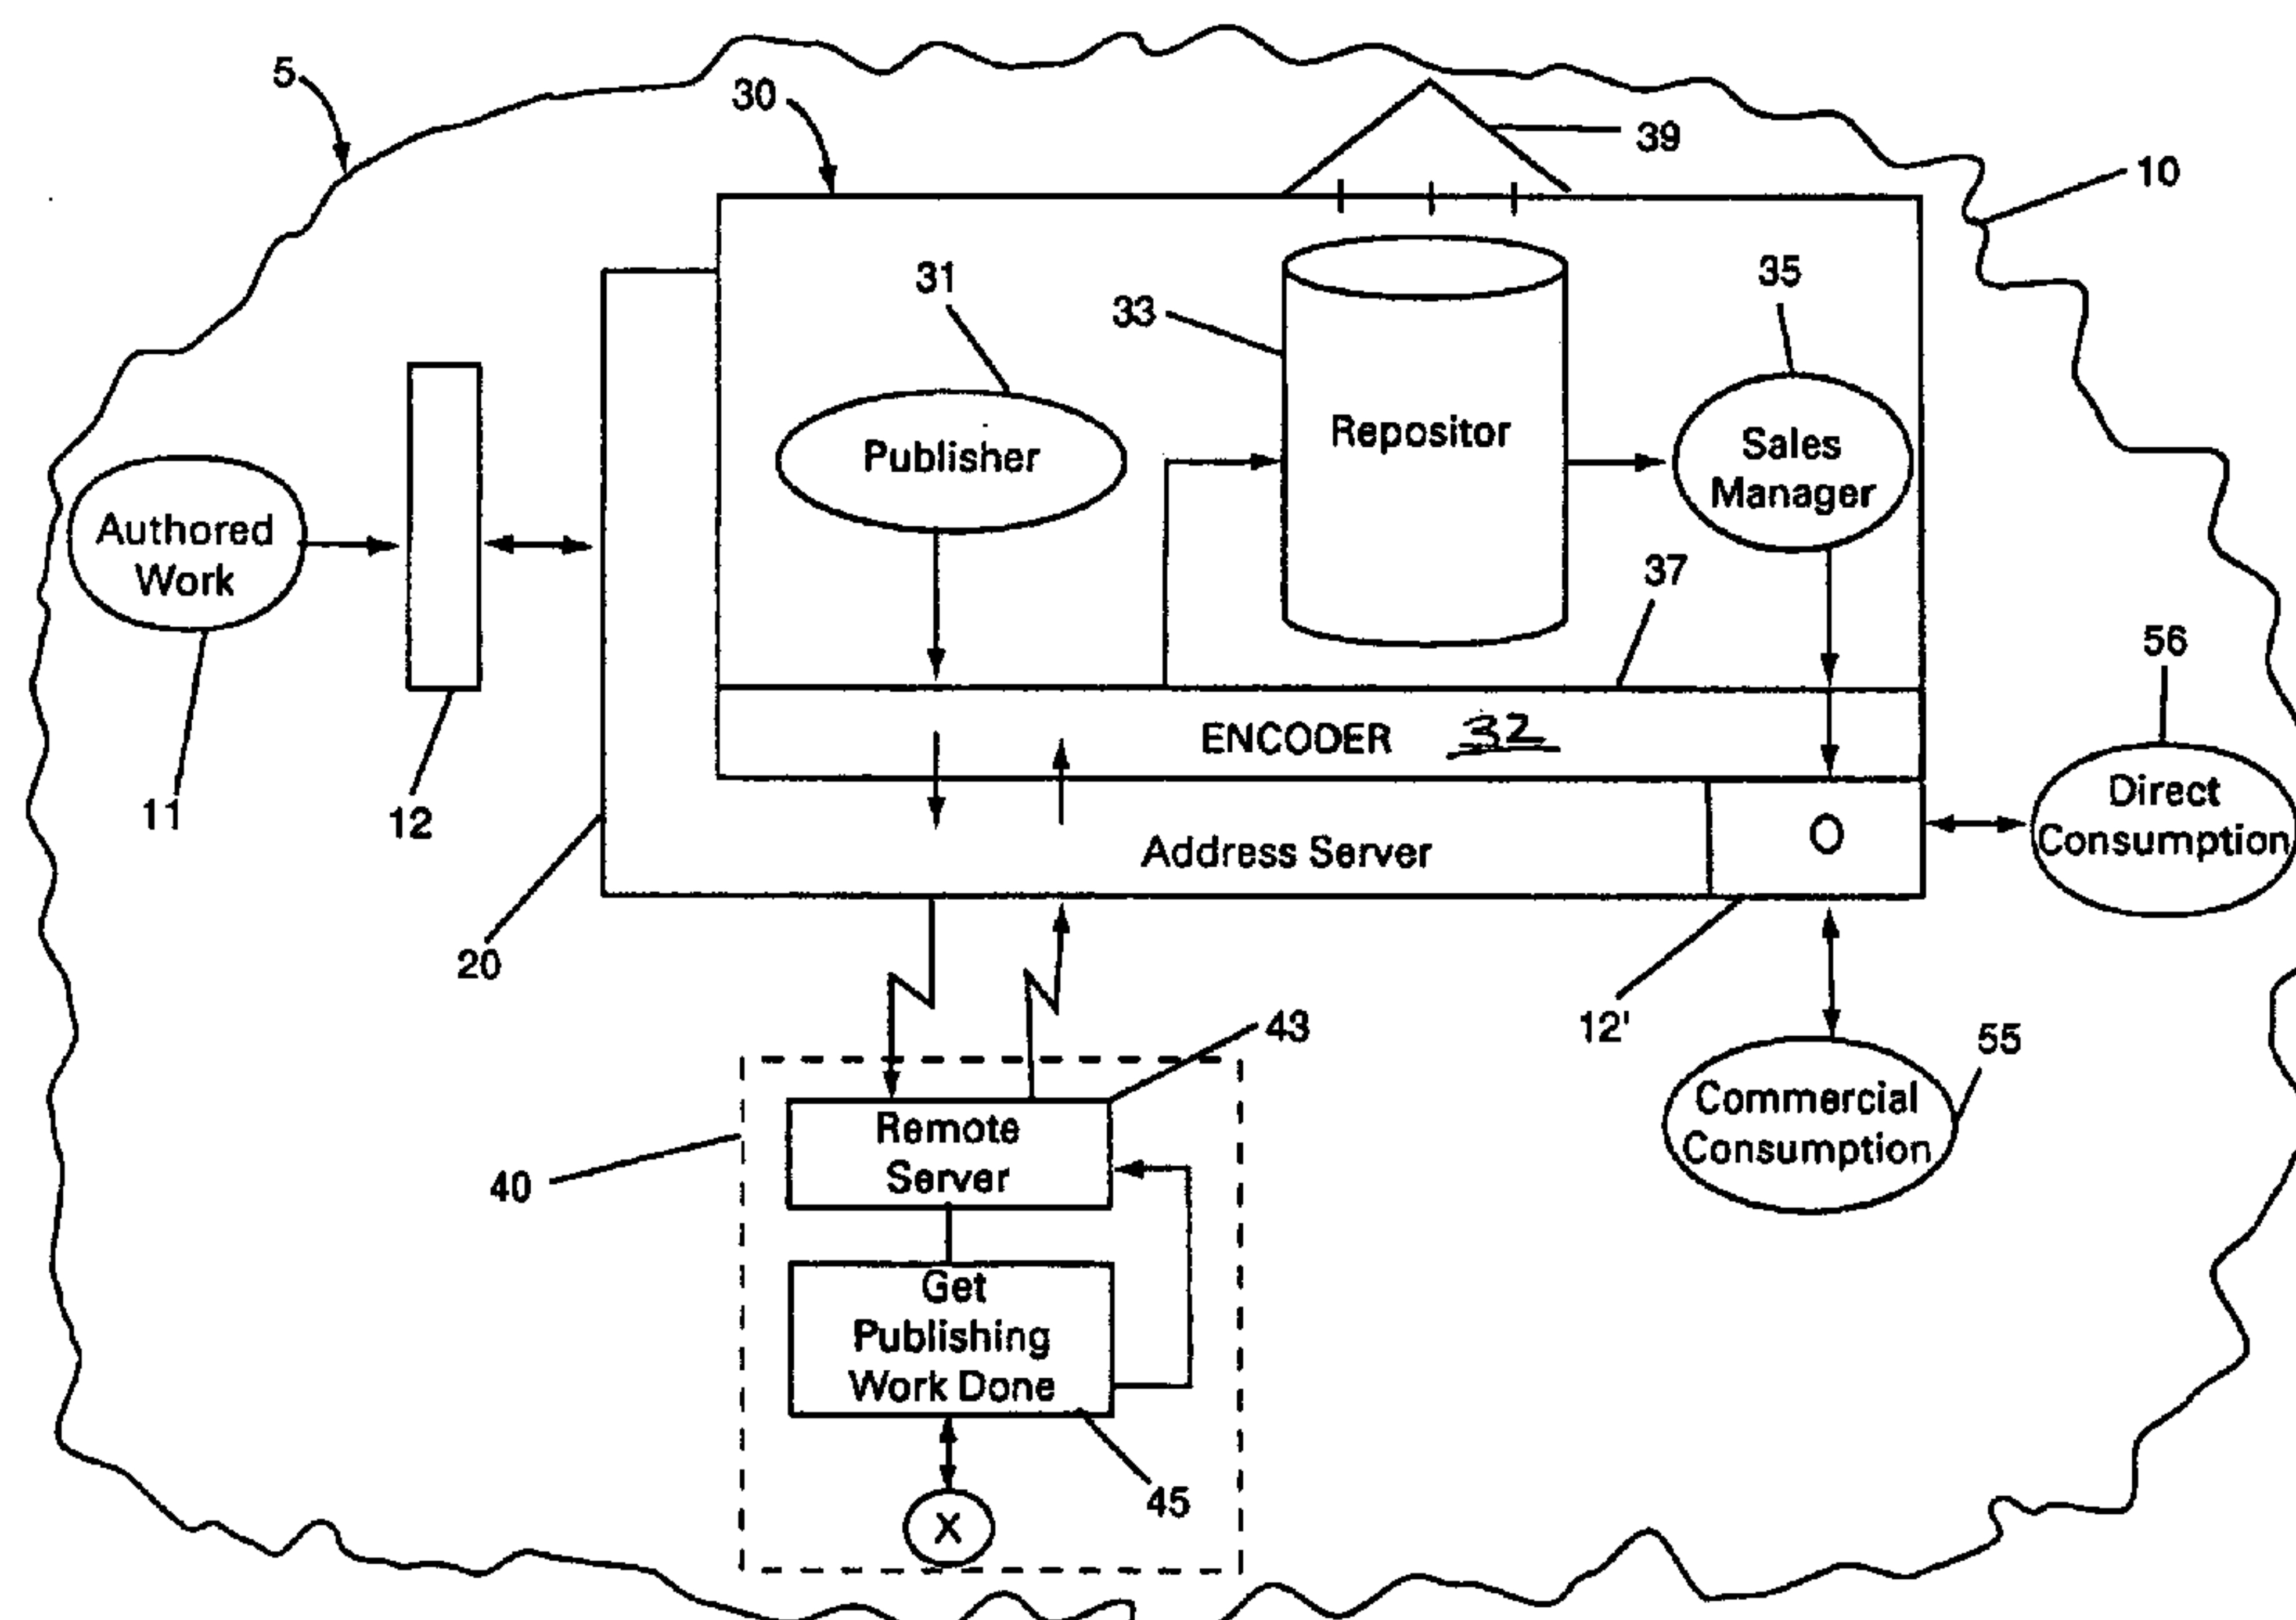 5
30
39
10
31
33
35
Publisher
Repositor
Sales
Manager
Authored
Work
37
56
ENCODER 32
11
12
Direct
Consumption
O
Address Server
20
12'
43
55
Commercial
Consumption
Remote
Server
40
Get
Publishing
Work Done
45
X